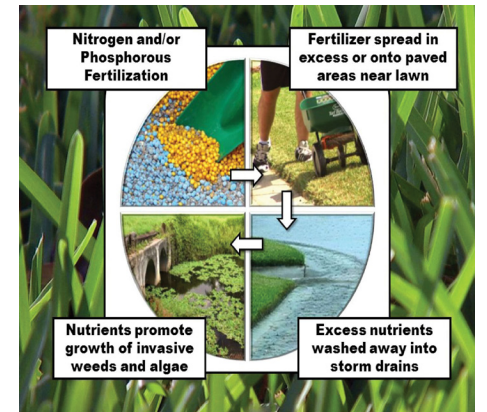 Nitrogen and/or
Phosphorous
Fertilization
Fertilizer spread in
excess or onto paved
areas near lawn
Nutrients promote
growth of invasive
weeds and algae
Excess nutrients
washed away into
storm drains